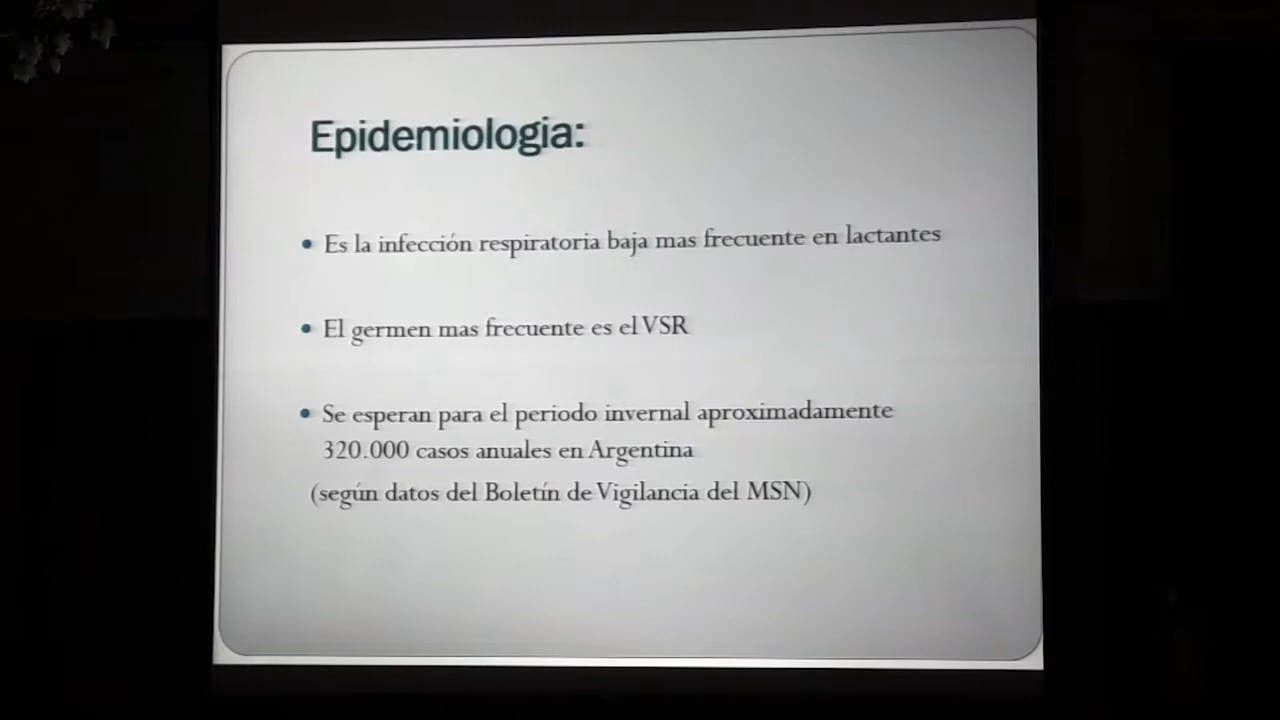 Epidemiologia:
• Es la infección respiratoria baja mas frecuente en lactantes
• El germen mas frecuente es el VSR
• Se esperan para el periodo invernal aproximadamente
320.000 casos anuales en Argentina
(según datos del Boletín de Vigilancia del MSN)